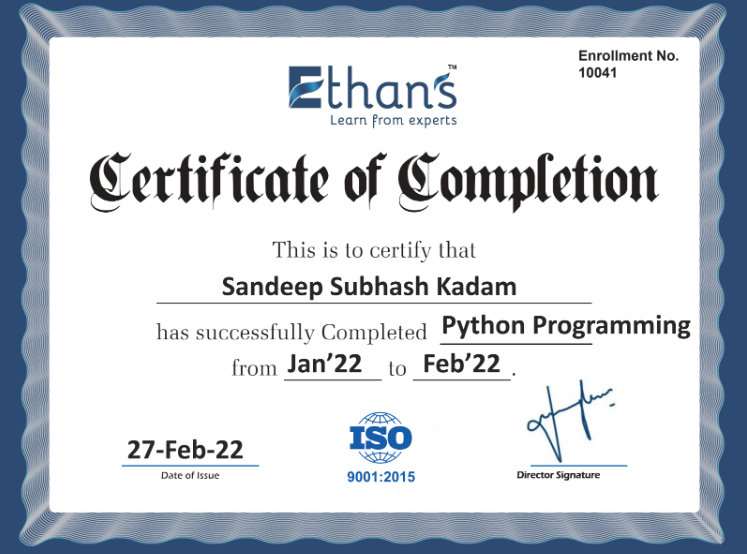 Enrollment No.
10041
Ethan's™
Learn from experts
Certificate of Completion
This is to certify that
Sandeep Subhash Kadam
has successfully Completed Python Programming
from Jan'22 to Feb'22.
27-Feb-22
Date of Issue
ISO
9001:2015
Director Signature